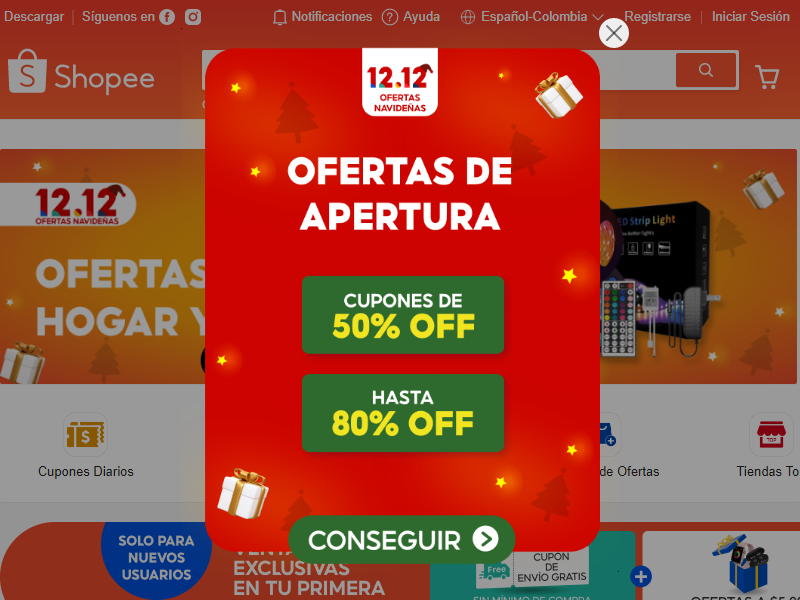 Descargar
Síguenos en
Notificaciones
Ayuda
Español-Colombia
Registrarse
Iniciar Sesión
Shopee
12.12
OFERTAS
NAVIDEÑAS
OFERTAS DE
APERTURA
CUPONES DE
50% OFF
HASTA
80% OFF
CONSEGUIR
12.12
OFERTAS NAVIDEÑAS
OFERTAS
HOGAR Y
Strip Light
Cupones Diarios
de Ofertas
Tiendas To
TOP
SOLO PARA
NUEVOS
USUARIOS
EXCLUSIVAS
EN TU PRIMERA
Free
CUPON
DE
ENVÍO GRATIS
SIN MÍNIMO DE COMPRA
OFERTAS A